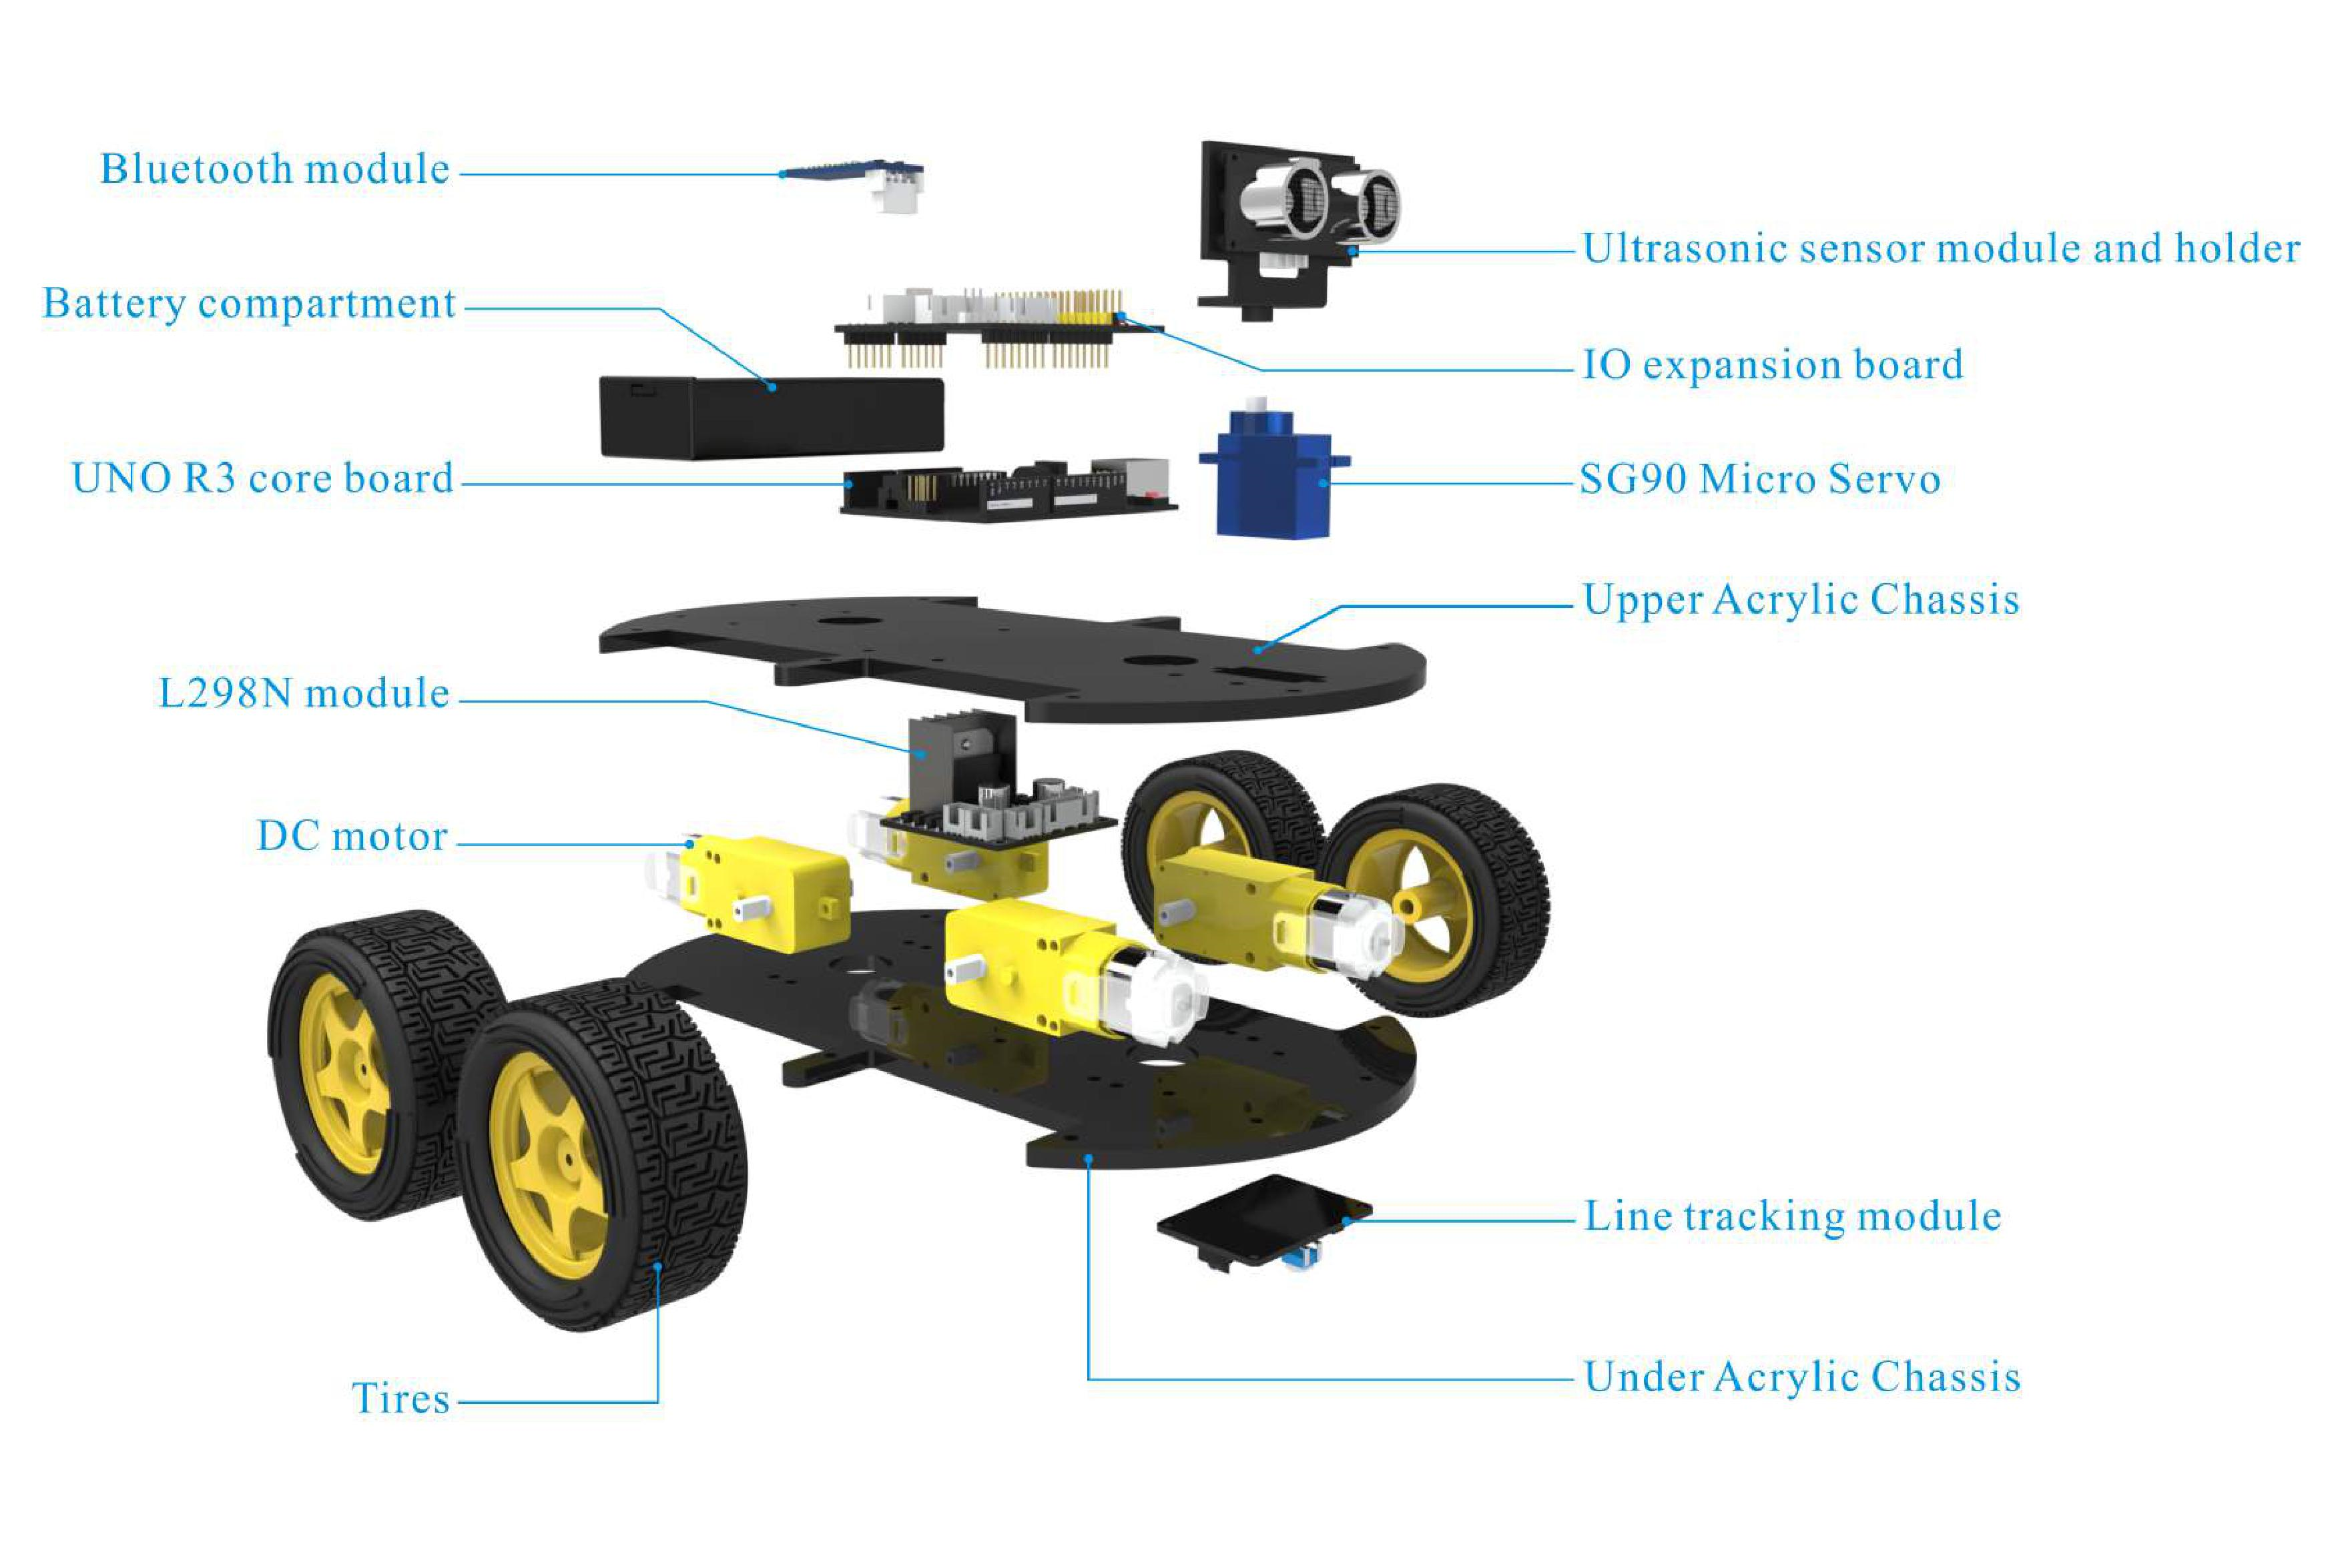 Bluetooth module
Ultrasonic sensor module and holder
Battery compartment
IO expansion board
UNO R3 core board
SG90 Micro Servo
Upper Acrylic Chassis
L298N module
DC motor
Line tracking module
Under Acrylic Chassis
Tires